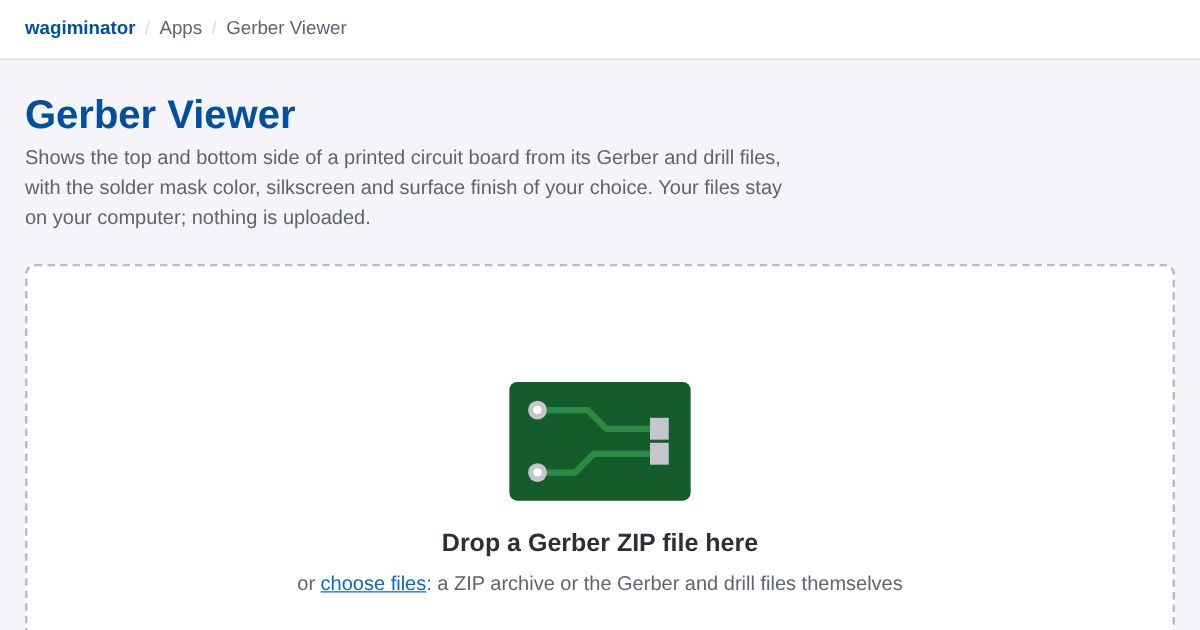 wagiminator / Apps / Gerber Viewer
Gerber Viewer
Shows the top and bottom side of a printed circuit board from its Gerber and drill files,
with the solder mask color, silkscreen and surface finish of your choice. Your files stay
on your computer; nothing is uploaded.
Drop a Gerber ZIP file here
or choose files: a ZIP archive or the Gerber and drill files themselves